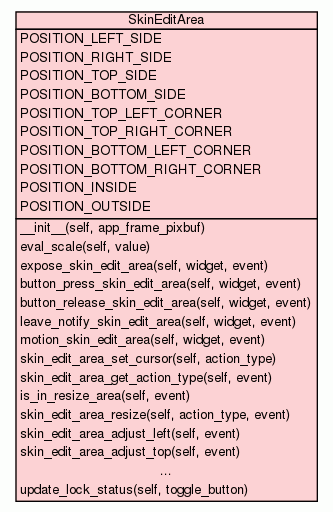 SkinEditArea
POSITION_LEFT_SIDE
POSITION_RIGHT_SIDE
POSITION_TOP_SIDE
POSITION_BOTTOM_SIDE
POSITION_TOP_LEFT_CORNER
POSITION_TOP_RIGHT_CORNER
POSITION_BOTTOM_LEFT_CORNER
POSITION_BOTTOM_RIGHT_CORNER
POSITION_INSIDE
POSITION_OUTSIDE
__init__(self, app_frame_pixbuf)
eval_scale(self, value)
expose_skin_edit_area(self, widget, event)
button_press_skin_edit_area(self, widget, event)
button_release_skin_edit_area(self, widget, event)
leave_notify_skin_edit_area(self, widget, event)
motion_skin_edit_area(self, widget, event)
skin_edit_area_set_cursor(self, action_type)
skin_edit_area_get_action_type(self, event)
is_in_resize_area(self, event)
skin_edit_area_resize(self, action_type, event)
skin_edit_area_adjust_left(self, event)
skin_edit_area_adjust_top(self, event)
...
update_lock_status(self, toggle_button)